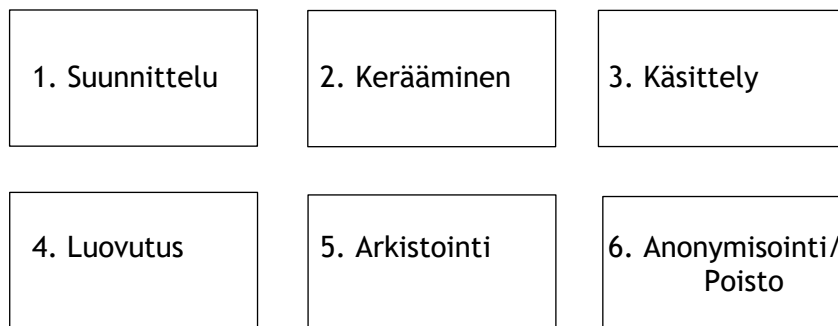 1. Suunnittelu
2. Kerääminen
3. Käsittely
4. Luovutus
5. Arkistointi
6. Anonymisointi/
Poisto